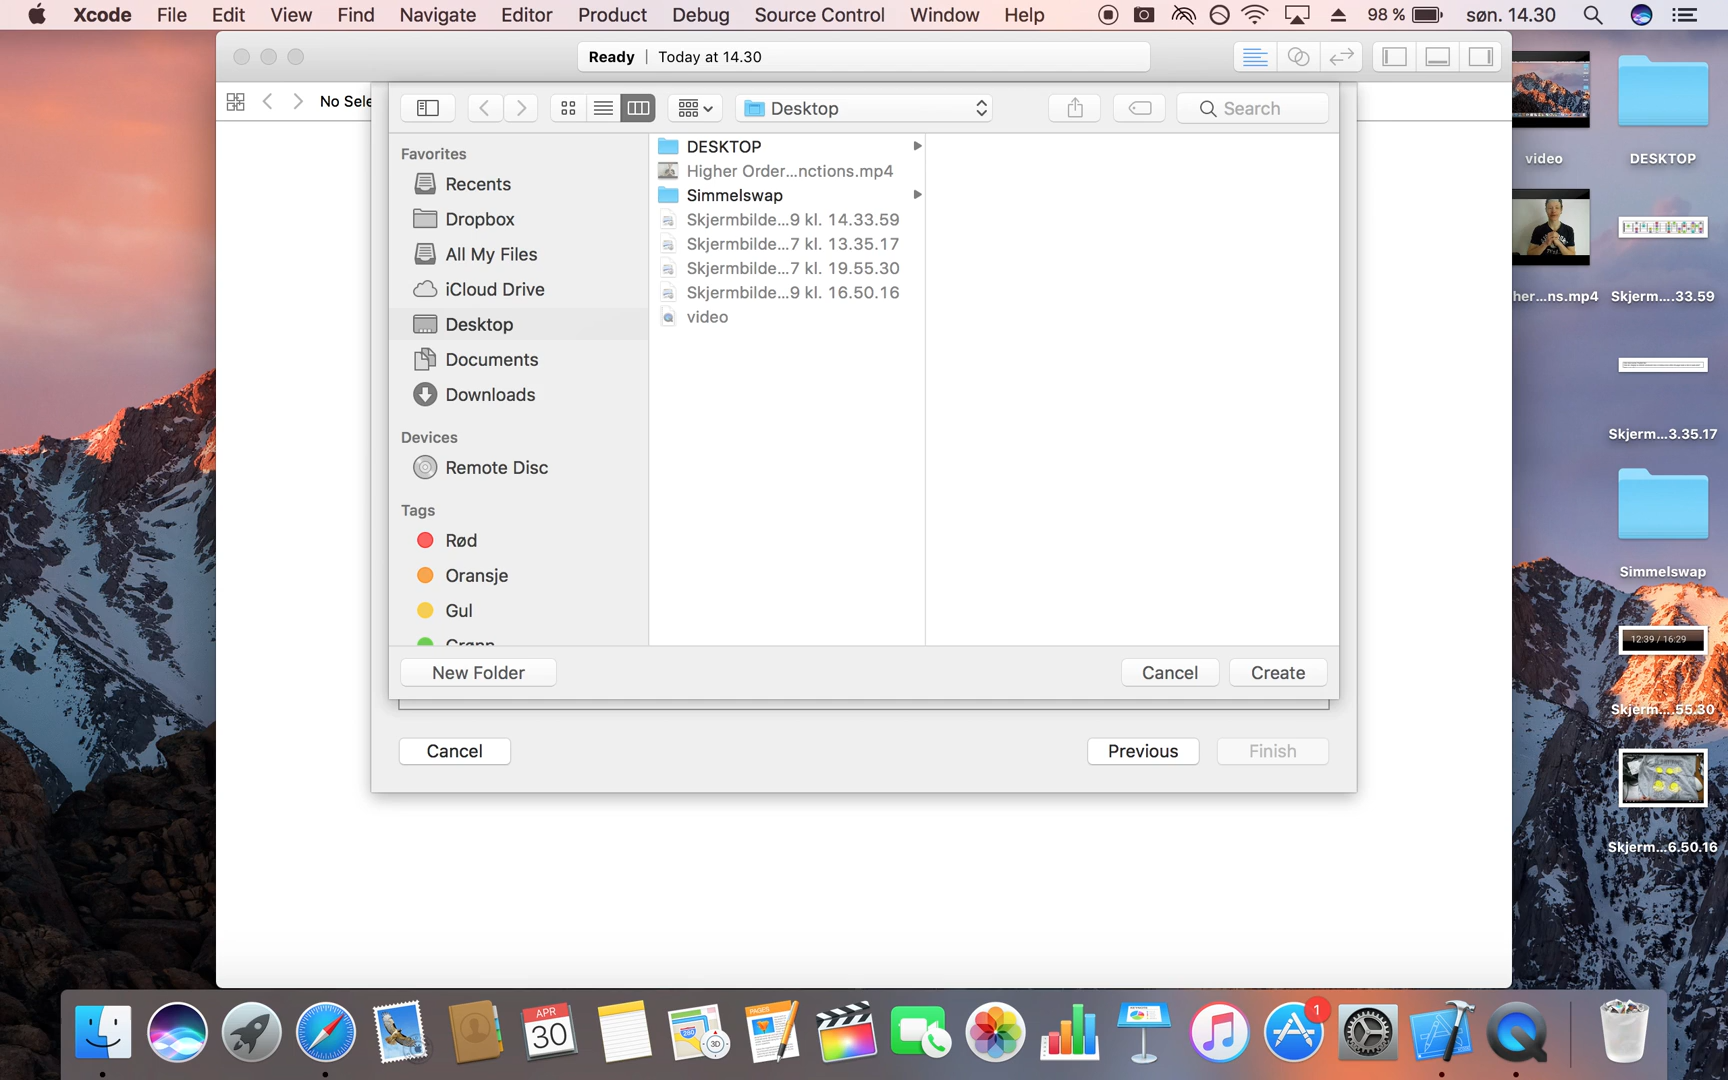 Xcode File Edit View Find Navigate Editor Product Debug Source Control Window Help 98 % søn. 14.30
Ready | Today at 14.30
No Sele
Desktop
Search
Favorites
Recents
Dropbox
All My Files
iCloud Drive
Desktop
Documents
Downloads
Devices
Remote Disc
Tags
Rød
Oransje
Gul
Grønn
DESKTOP
Higher Order...nctions.mp4
Simmelswap
Skjermbilde...9 kl. 14.33.59
Skjermbilde...7 kl. 13.35.17
Skjermbilde...7 kl. 19.55.30
Skjermbilde...9 kl. 16.50.16
video
New Folder
Cancel
Create
Cancel
Previous
Finish
video
DESKTOP
her...ns.mp4
Skjerm....33.59
Skjerm...3.35.17
Simmelswap
12:39 / 16:29
Skjerm....55.30
Skjerm...6.50.16
APR
30
280
3D
PAGES
1